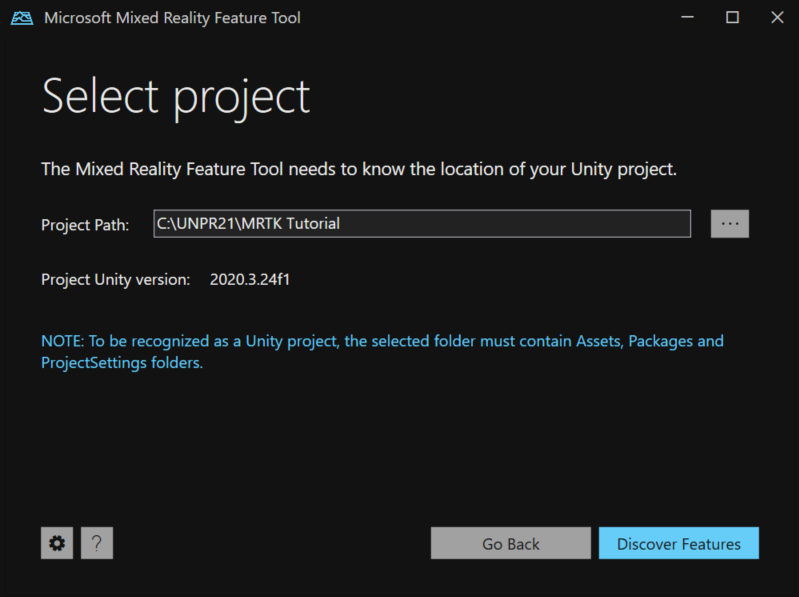 Microsoft Mixed Reality Feature Tool
Select project
The Mixed Reality Feature Tool needs to know the location of your Unity project.
Project Path: C:\UNPR21\MRTK Tutorial ...
Project Unity version: 2020.3.24f1
NOTE: To be recognized as a Unity project, the selected folder must contain Assets, Packages and
ProjectSettings folders.
? Go Back Discover Features